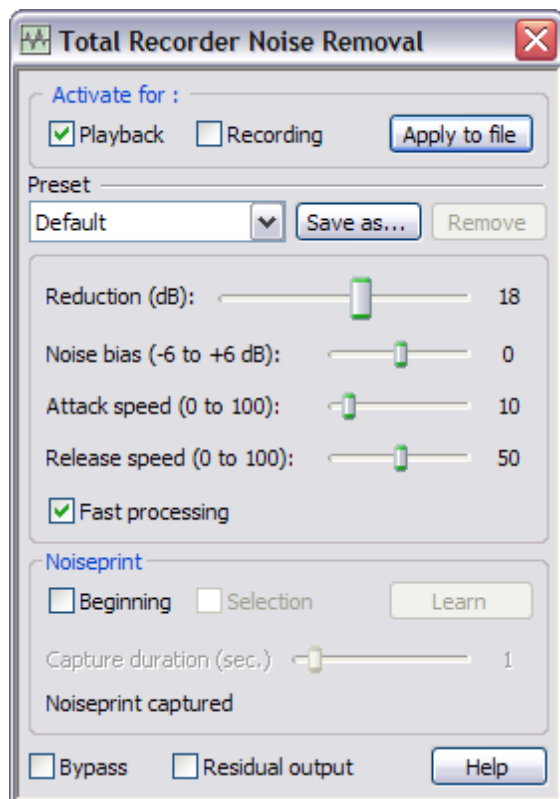 Total Recorder Noise Removal
Activate for :
Playback Recording Apply to file
Preset
Default Save as... Remove
Reduction (dB): 18
Noise bias (-6 to +6 dB): 0
Attack speed (0 to 100): 10
Release speed (0 to 100): 50
Fast processing
Noiseprint
Beginning Selection Learn
Capture duration (sec.) 1
Noiseprint captured
Bypass Residual output Help